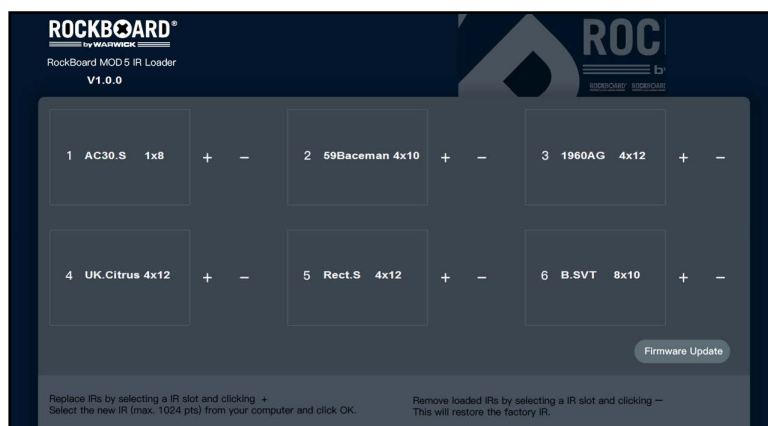 ROCKBOARD®
by WARWICK
RockBoard MOD 5 IR Loader
V1.0.0
ROC
b
ROCKBOARD® ROCKBOARD
1 AC30.S 1x8 + −
2 59Baceman 4x10 + −
3 1960AG 4x12 + −
4 UK.Citrus 4x12 + −
5 Rect.S 4x12 + −
6 B.SVT 8x10 + −
Firmware Update
Replace IRs by selecting a IR slot and clicking +
Select the new IR (max. 1024 pts) from your computer and click OK.
Remove loaded IRs by selecting a IR slot and clicking −
This will restore the factory IR.